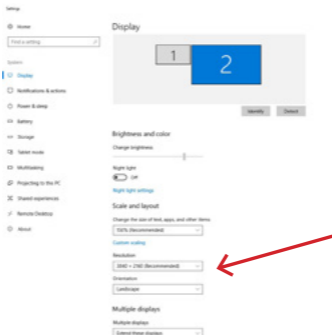 Settings
Home
Find a setting
System
Display
Notifications & actions
Power & sleep
Battery
Storage
Tablet mode
Multitasking
Projecting to this PC
Shared experiences
Remote Desktop
About
Display
1
2
Identify
Detect
Brightness and color
Change brightness
Night light
Off
Night light settings
Scale and layout
Change the size of text, apps, and other items
150% (Recommended)
Custom scaling
Resolution
3840 × 2160 (Recommended)
Orientation
Landscape
Multiple displays
Multiple displays
Extend these displays